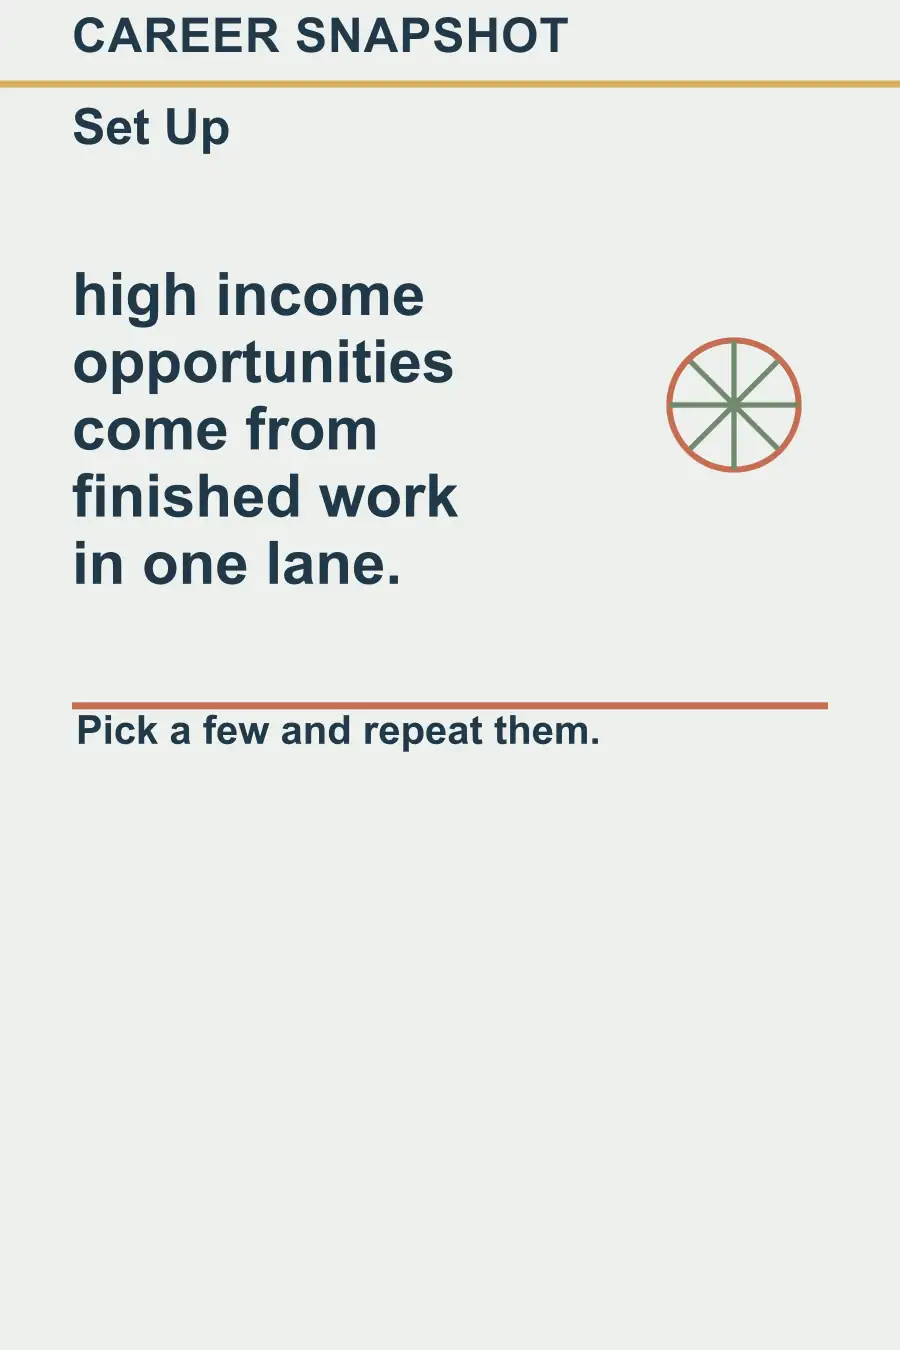 CAREER SNAPSHOT
Set Up
high income
opportunities
come from
finished work
in one lane.
Pick a few and repeat them.